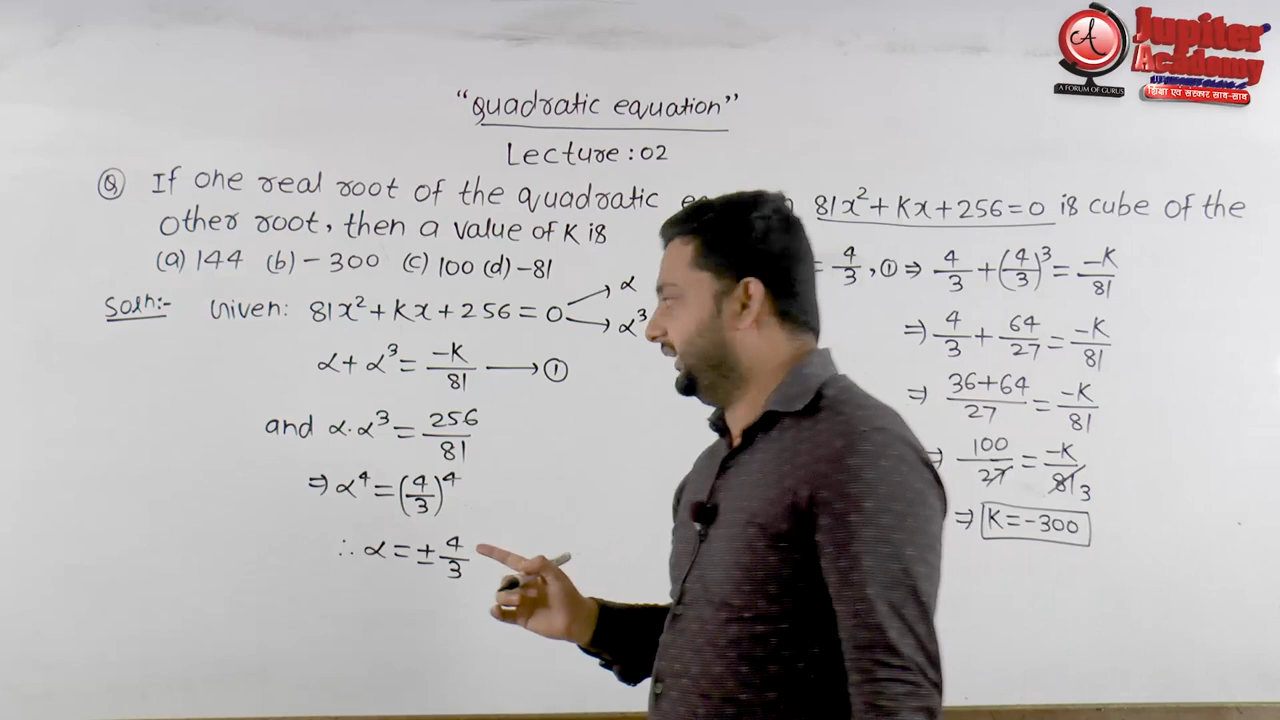 Jupiter
Academy
A FORUM OF GURUS
शिक्षा एवं संस्कार साथ-साथ
"Quadratic equation"
Lecture : 02
Q If one real root of the quadratic 81x²+Kx+256=0 is cube of the
other root, then a value of K is
(a) 144 (b) -300 (c) 100 (d) -81
Soln:- Given: 81x²+Kx+256=0 → α
→ α³
α+α³ = -K/81 → ①
and α.α³ = 256/81
⇒ α⁴ = (4/3)⁴
∴ α = ± 4/3
= 4/3, ① ⇒ 4/3 + (4/3)³ = -K/81
⇒ 4/3 + 64/27 = -K/81
⇒ (36+64)/27 = -K/81
⇒ 100/27 = -K/81 3
⇒ K=-300